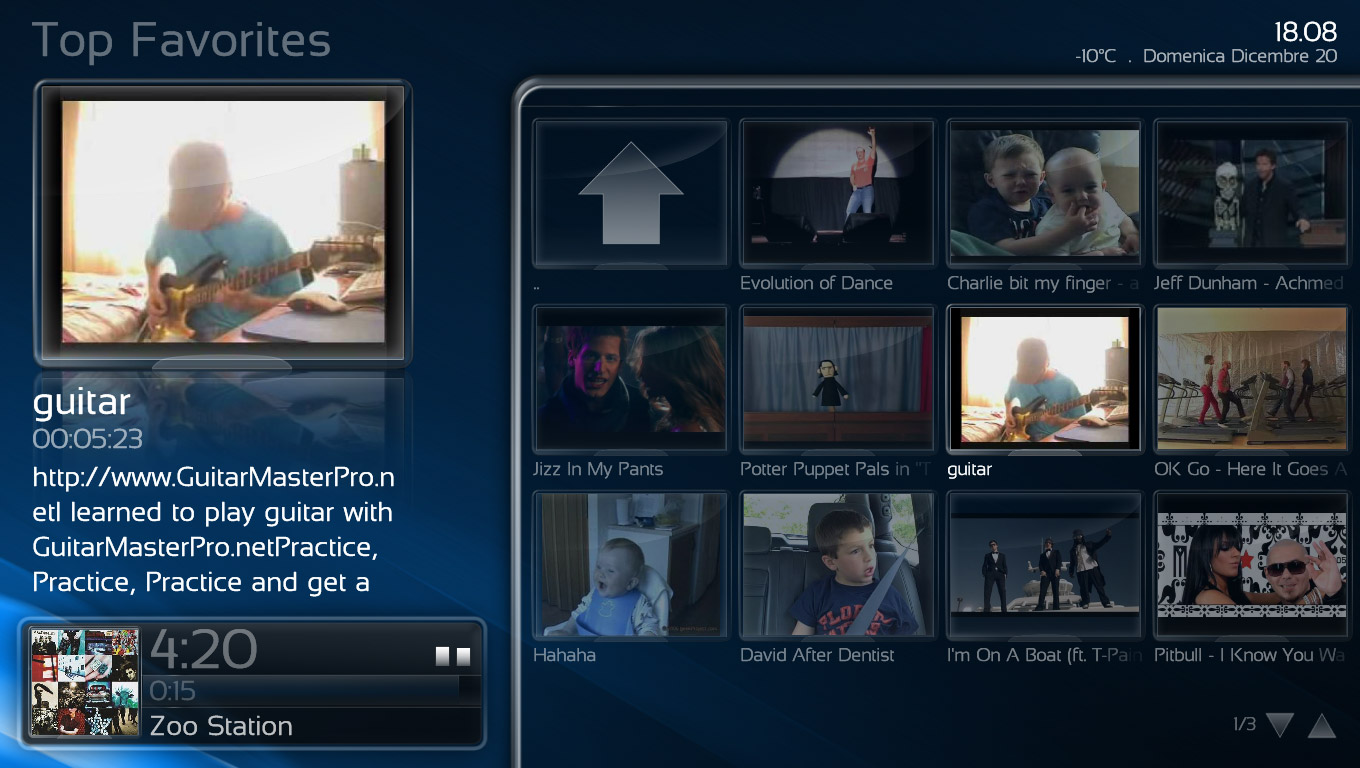 Top Favorites
18.08
-10°C . Domenica Dicembre 20
guitar
00:05:23
http://www.GuitarMasterPro.n
etI learned to play guitar with
GuitarMasterPro.netPractice,
Practice, Practice and get a
4:20
0:15
Zoo Station
..
Evolution of Dance
Charlie bit my finger - a
Jeff Dunham - Achmed
Jizz In My Pants
Potter Puppet Pals in "T
guitar
OK Go - Here It Goes A
Hahaha
David After Dentist
I'm On A Boat (ft. T-Pain
Pitbull - I Know You Wa
1/3